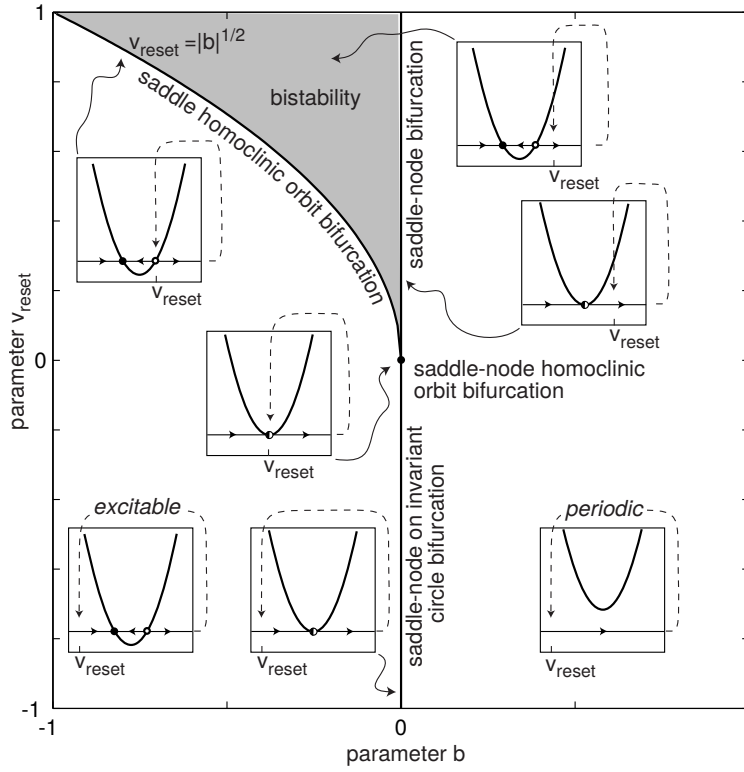 1
v_reset = |b|^1/2
bistability
saddle homoclinic orbit bifurcation
saddle-node bifurcation
v_reset
v_reset
v_reset
parameter v_reset
0
saddle-node homoclinic
orbit bifurcation
v_reset
excitable
saddle-node on invariant
circle bifurcation
periodic
v_reset
v_reset
v_reset
-1
-1
0
parameter b